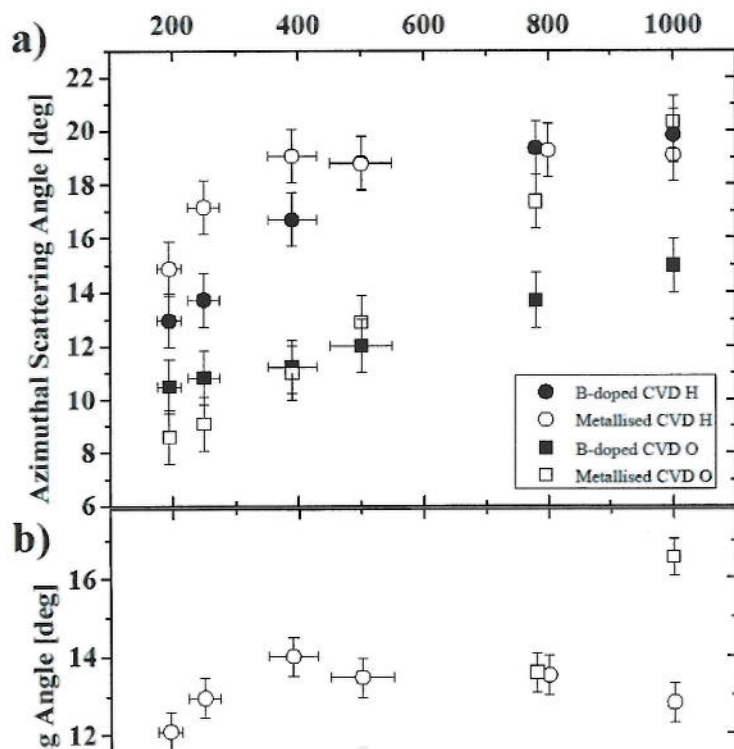 200 400 600 800 1000
a)
22
20
18
16
14
12
10
8
6
Azimuthal Scattering Angle [deg]
B-doped CVD H
Metallised CVD H
B-doped CVD O
Metallised CVD O
b)
16
14
12
ng Angle [deg]